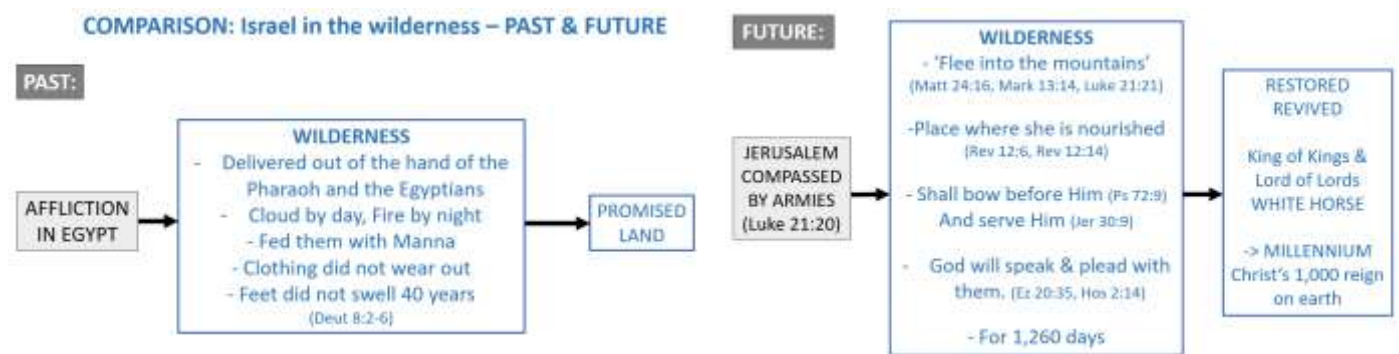 COMPARISON: Israel in the wilderness – PAST & FUTURE
PAST:
AFFLICTION
IN EGYPT
WILDERNESS
- Delivered out of the hand of the
Pharaoh and the Egyptians
- Cloud by day, Fire by night
- Fed them with Manna
- Clothing did not wear out
- Feet did not swell 40 years
(Deut 8:2-6)
PROMISED
LAND
FUTURE:
JERUSALEM
COMPASSED
BY ARMIES
(Luke 21:20)
WILDERNESS
- 'Flee into the mountains'
(Matt 24:16, Mark 13:14, Luke 21:21)
-Place where she is nourished
(Rev 12:6, Rev 12:14)
- Shall bow before Him (Ps 72:9)
And serve Him (Jer 30:9)
- God will speak & plead with
them. (Ez 20:35, Hos 2:14)
- For 1,260 days
RESTORED
REVIVED
King of Kings &
Lord of Lords
WHITE HORSE
-> MILLENNIUM
Christ's 1,000 reign
on earth